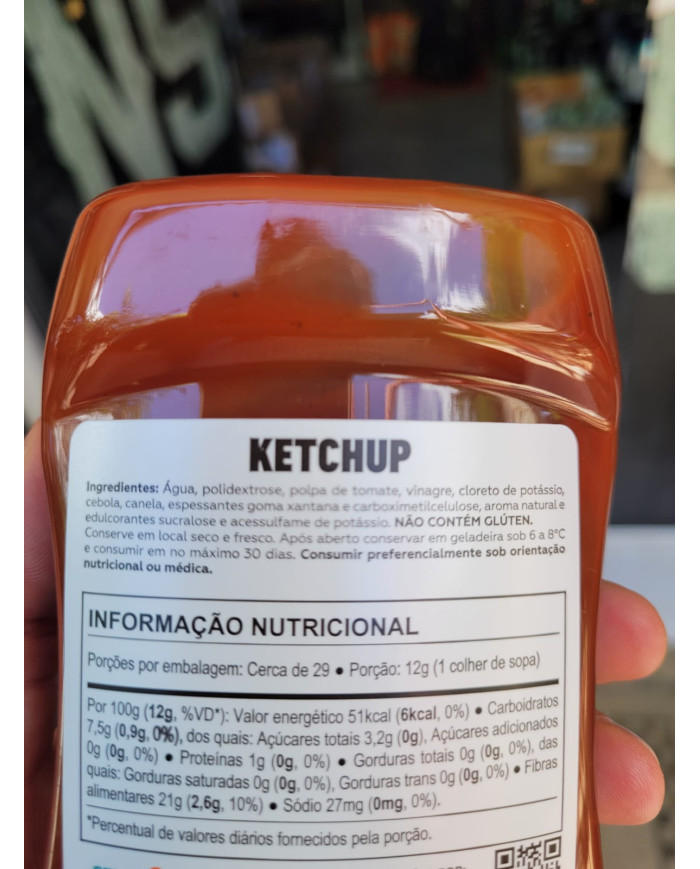 NS
KETCHUP
Ingredientes: Água, polidextrose, polpa de tomate, vinagre, cloreto de potássio,
cebola, canela, espessantes goma xantana e carboximetilcelulose, aroma natural e
edulcorantes sucralose e acessulfame de potássio. NÃO CONTÉM GLÚTEN.
Conserve em local seco e fresco. Após aberto conservar em geladeira sob 6 a 8°C
e consumir em no máximo 30 dias. Consumir preferencialmente sob orientação
nutricional ou médica.
INFORMAÇÃO NUTRICIONAL
Porções por embalagem: Cerca de 29 • Porção: 12g (1 colher de sopa)
Por 100g (12g, %VD*): Valor energético 51kcal (6kcal, 0%) • Carboidratos
7,5g (0,9g, 0%), dos quais: Açúcares totais 3,2g (0g), Açúcares adicionados
0g (0g, 0%) • Proteínas 1g (0g, 0%) • Gorduras totais 0g (0g, 0%), das
quais: Gorduras saturadas 0g (0g, 0%), Gorduras trans 0g (0g, 0%) • Fibras
alimentares 21g (2,6g, 10%) • Sódio 27mg (0mg, 0%).
*Percentual de valores diários fornecidos pela porção.